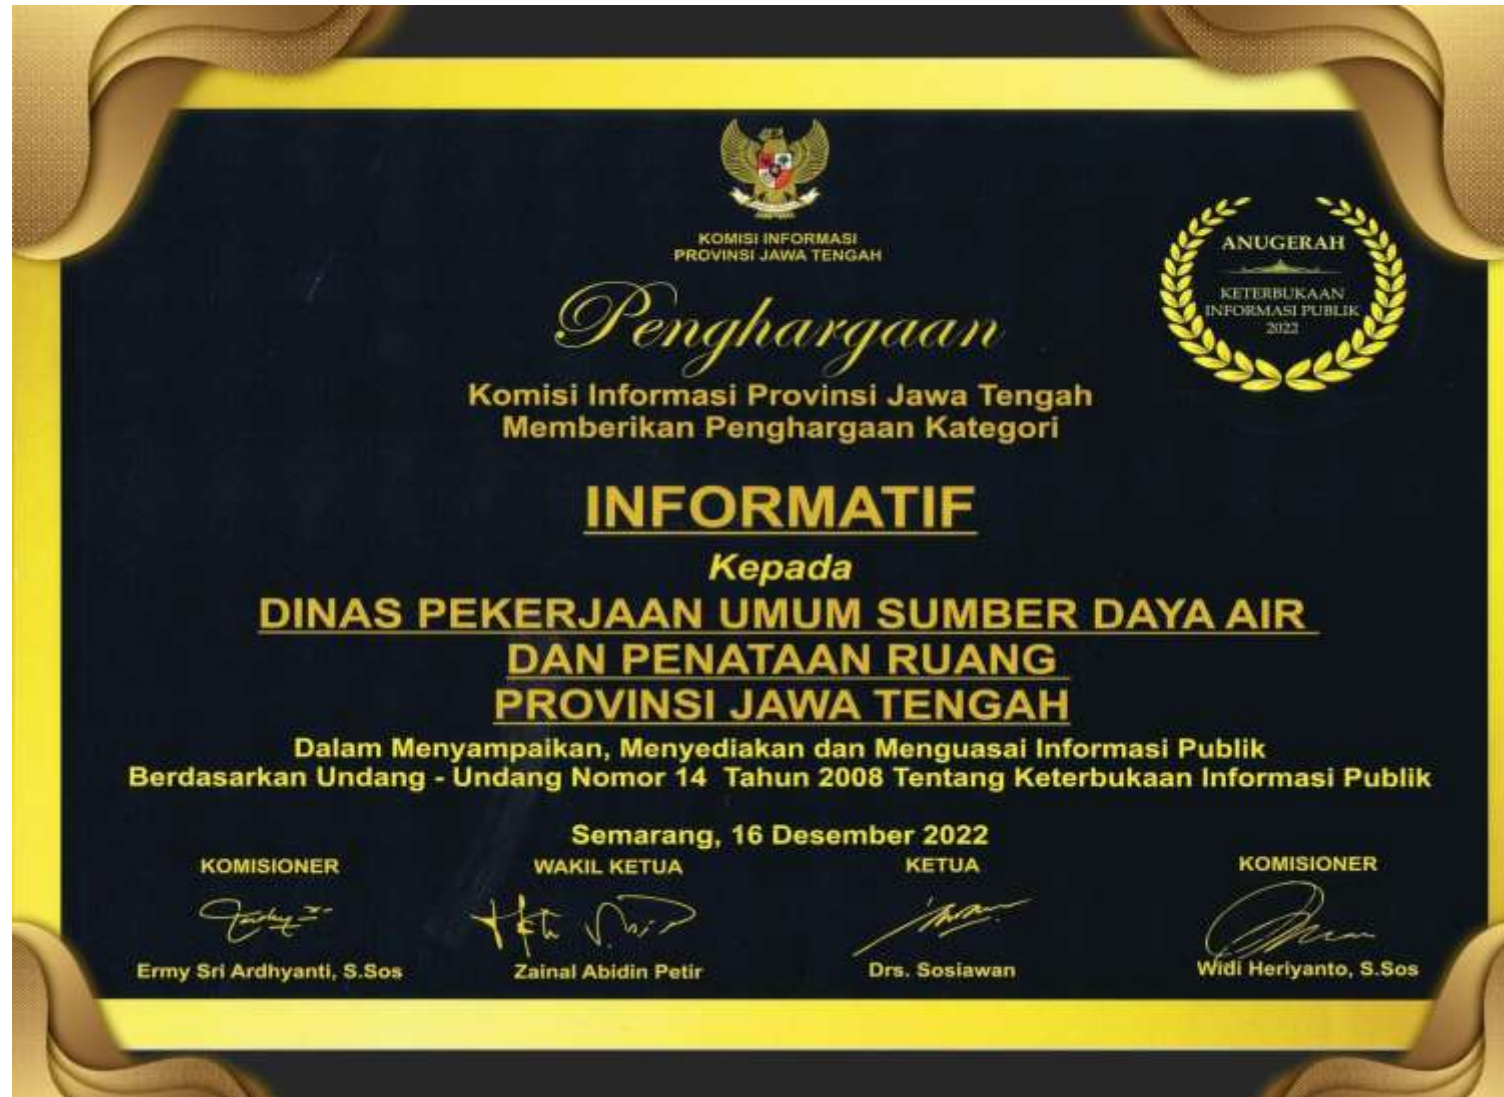 KOMISI INFORMASI
PROVINSI JAWA TENGAH
ANUGERAH
KETERBUKAAN
INFORMASI PUBLIK
2022
Penghargaan
Komisi Informasi Provinsi Jawa Tengah
Memberikan Penghargaan Kategori
INFORMATIF
Kepada
DINAS PEKERJAAN UMUM SUMBER DAYA AIR
DAN PENATAAN RUANG
PROVINSI JAWA TENGAH
Dalam Menyampaikan, Menyediakan dan Menguasai Informasi Publik
Berdasarkan Undang - Undang Nomor 14 Tahun 2008 Tentang Keterbukaan Informasi Publik
Semarang, 16 Desember 2022
KOMISIONER
WAKIL KETUA
KETUA
KOMISIONER
Ermy Sri Ardhyanti, S.Sos
Zainal Abidin Petir
Drs. Sosiawan
Widi Heriyanto, S.Sos